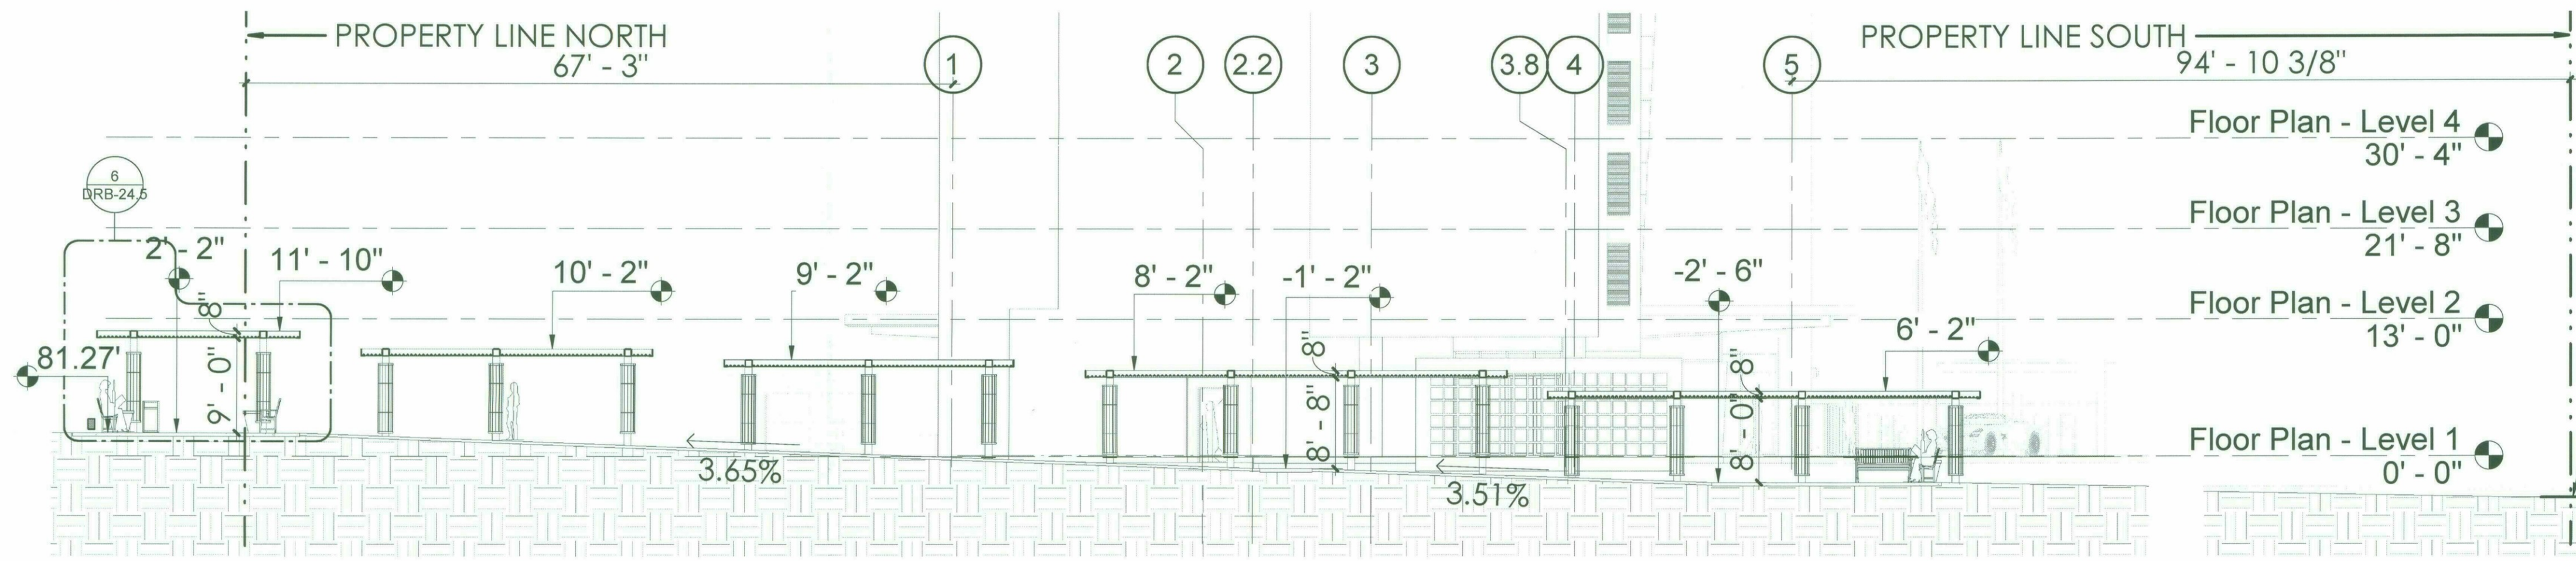 PROPERTY LINE NORTH
67' - 3"
1
2
2.2
3
3.8
4
5
PROPERTY LINE SOUTH
94' - 10 3/8"
Floor Plan - Level 4
30' - 4"
6
DRB-24.5
Floor Plan - Level 3
21' - 8"
2' - 2"
11' - 10"
10' - 2"
9' - 2"
8' - 2"
-1' - 2"
-2' - 6"
Floor Plan - Level 2
13' - 0"
6' - 2"
8"
8"
8"
81.27'
9' - 0"
8' - 8"
8' - 0"
Floor Plan - Level 1
0' - 0"
3.65%
3.51%